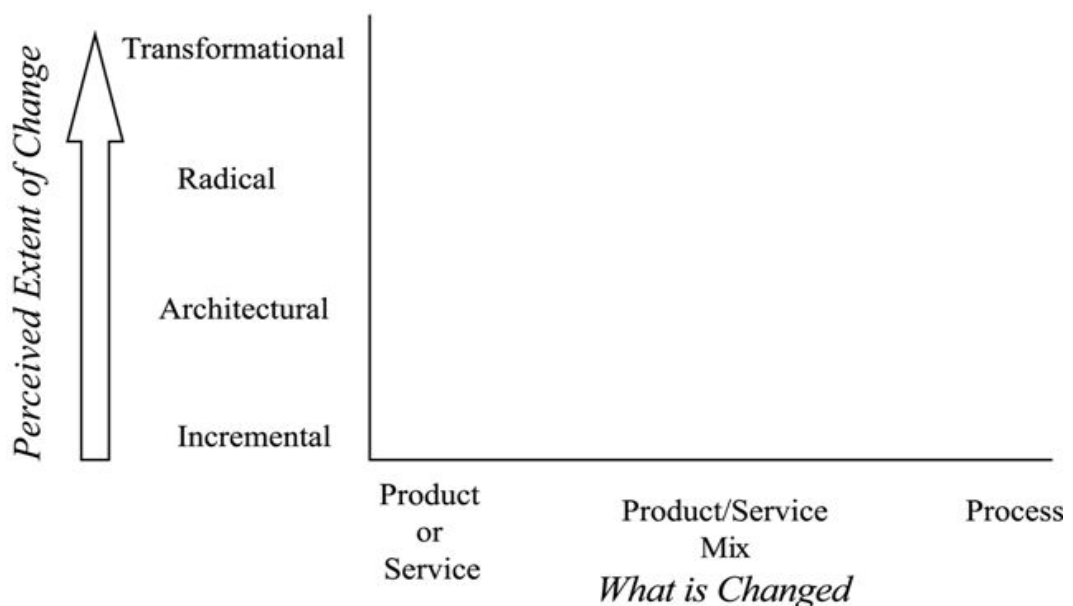 Perceived Extent of Change
Transformational
Radical
Architectural
Incremental
Product
or
Service
Product/Service
Mix
Process
What is Changed